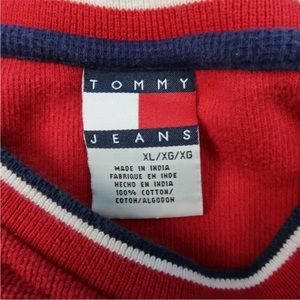 TOMMY
JEANS
XL/XG/XG
MADE IN INDIA
FABRIQUE EN INDE
HECHO EN INDIA
100% COTTON/
COTON/ALGODON